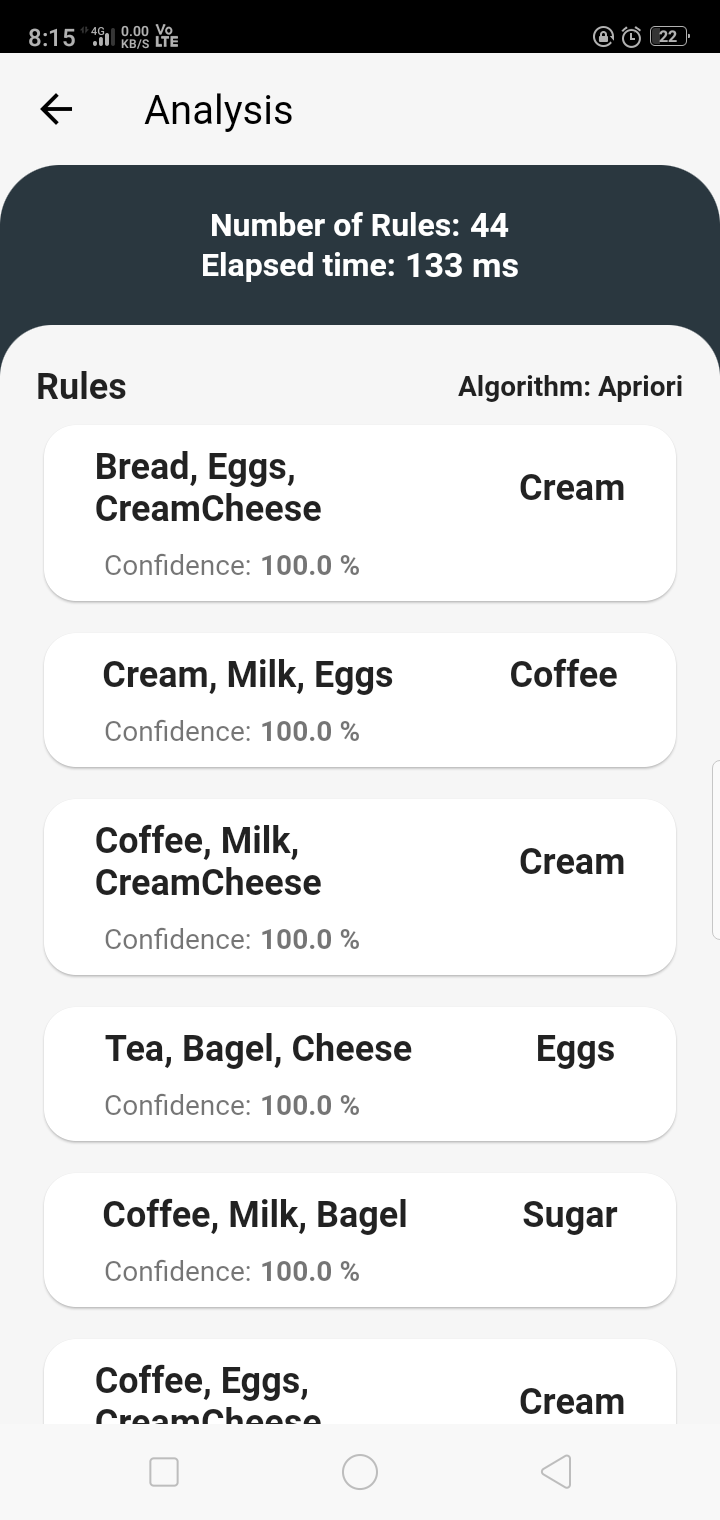 8:15 4G 0.00 KB/S Vo LTE 22
Analysis
Number of Rules: 44
Elapsed time: 133 ms
Rules Algorithm: Apriori
Bread, Eggs,
CreamCheese
Cream
Confidence: 100.0 %
Cream, Milk, Eggs Coffee
Confidence: 100.0 %
Coffee, Milk,
CreamCheese
Cream
Confidence: 100.0 %
Tea, Bagel, Cheese Eggs
Confidence: 100.0 %
Coffee, Milk, Bagel Sugar
Confidence: 100.0 %
Coffee, Eggs,
CreamCheese
Cream